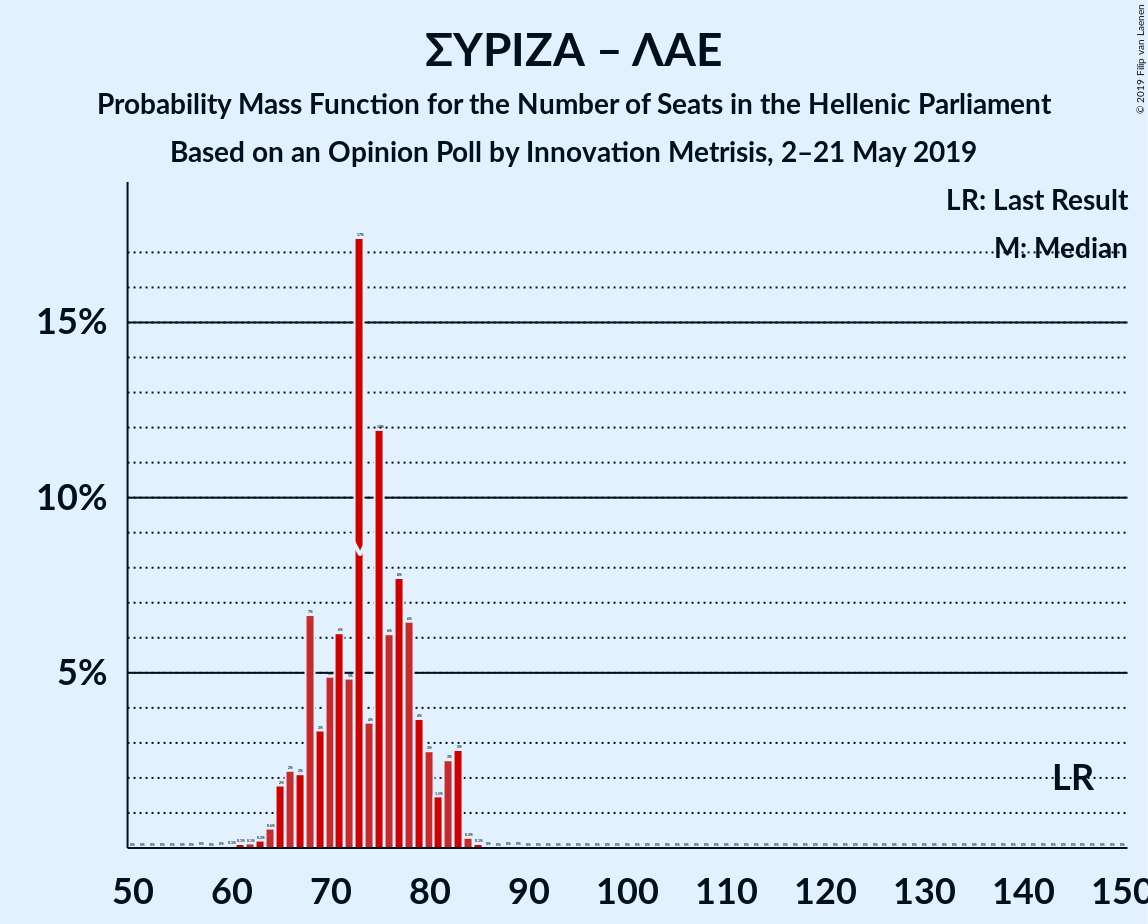 ΣΥΡΙΖΑ – ΛΑΕ
Probability Mass Function for the Number of Seats in the Hellenic Parliament
Based on an Opinion Poll by Innovation Metrisis, 2–21 May 2019
© 2019 Filip van Laenen
LR: Last Result
M: Median
15%
10%
5%
M
LR
50 60 70 80 90 100 110 120 130 140 150